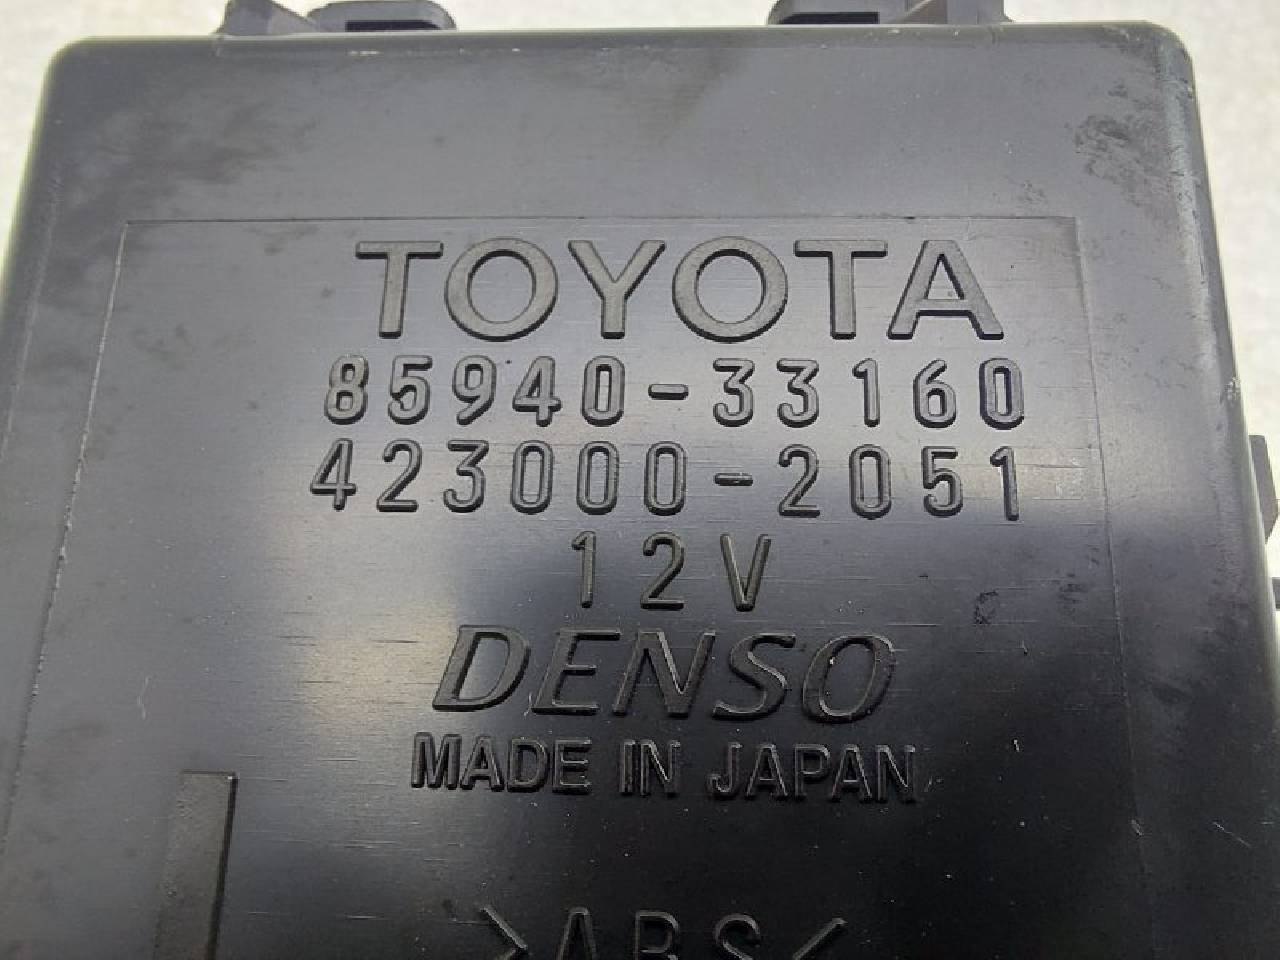 TOYOTA
85940-33160
423000-2051
12V
DENSO
MADE IN JAPAN
>ABS<